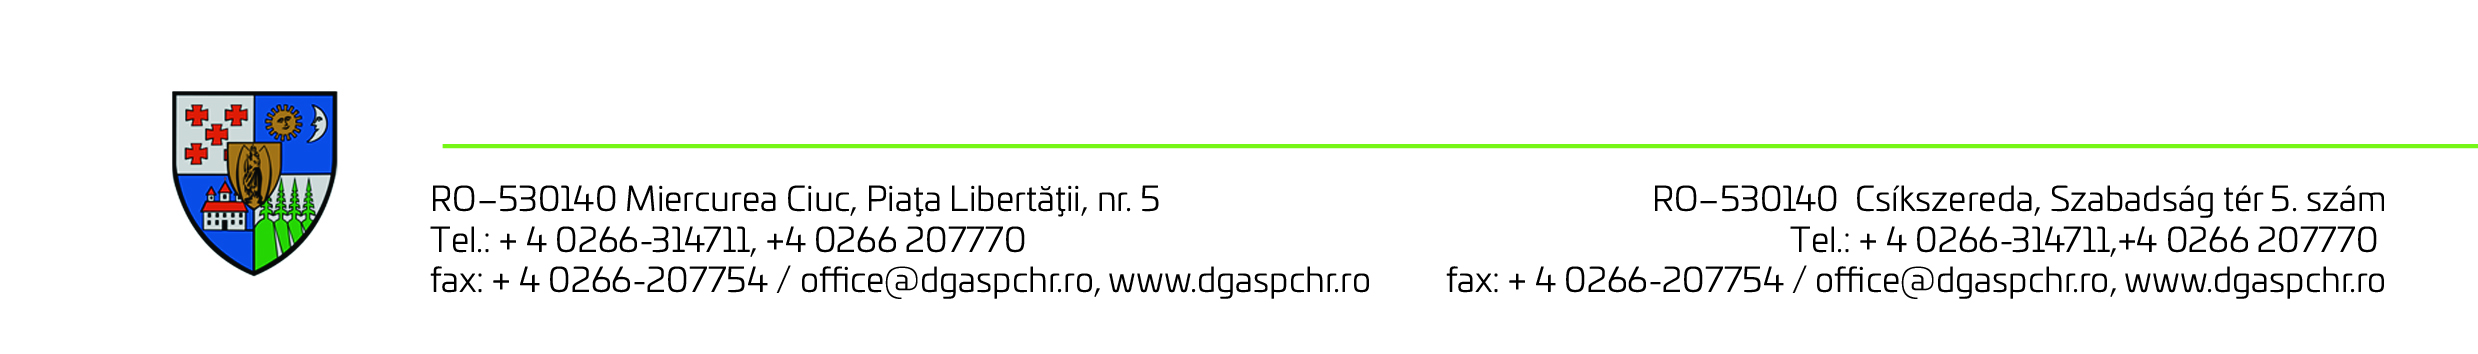 RO–530140 Miercurea Ciuc, Piaţa Libertăţii, nr. 5
Tel.: + 4 0266-314711, +4 0266 207770
fax: + 4 0266-207754 / office@dgaspchr.ro, www.dgaspchr.ro
RO–530140 Csíkszereda, Szabadság tér 5. szám
Tel.: + 4 0266-314711,+4 0266 207770
fax: + 4 0266-207754 / office@dgaspchr.ro, www.dgaspchr.ro